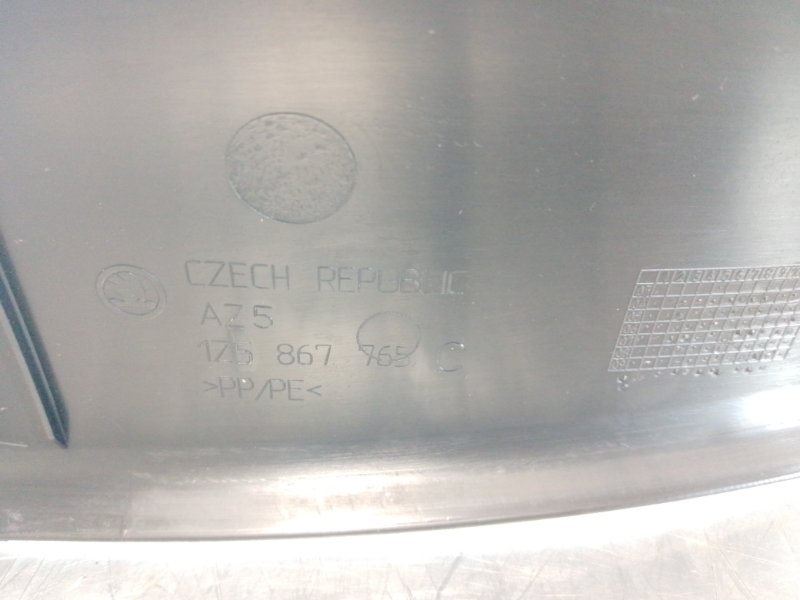 CZECH REPUBLIC
AZ5
1Z5 867 765 C
>PP/PE<